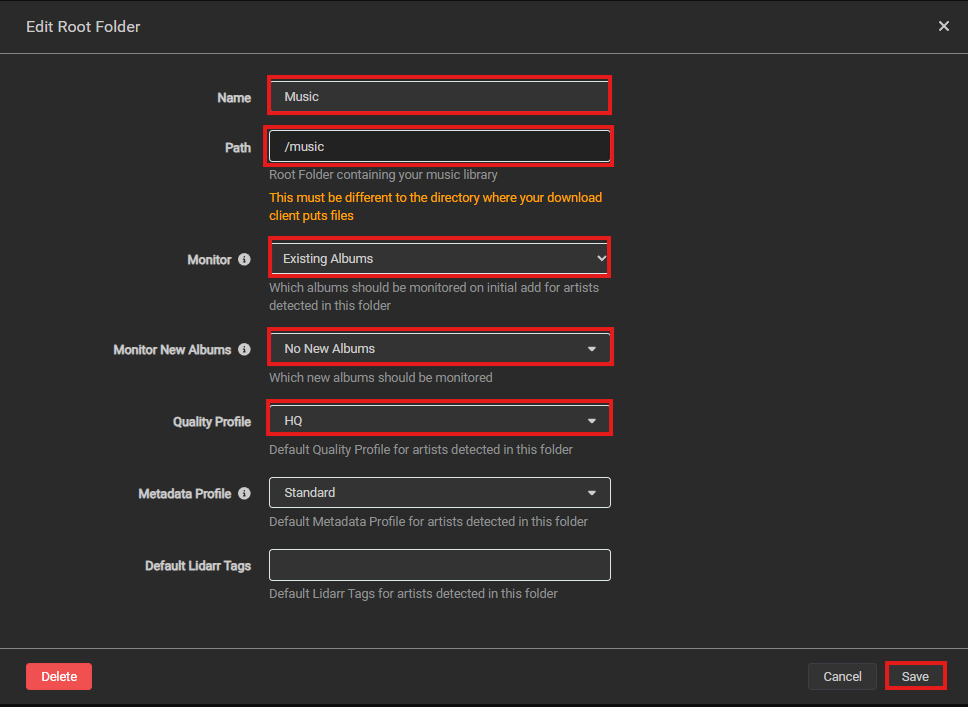 Edit Root Folder
Name
Music
Path
/music
Root Folder containing your music library
This must be different to the directory where your download
client puts files
Monitor
Existing Albums
Which albums should be monitored on initial add for artists
detected in this folder
Monitor New Albums
No New Albums
Which new albums should be monitored
Quality Profile
HQ
Default Quality Profile for artists detected in this folder
Metadata Profile
Standard
Default Metadata Profile for artists detected in this folder
Default Lidarr Tags
Default Lidarr Tags for artists detected in this folder
Delete
Cancel
Save